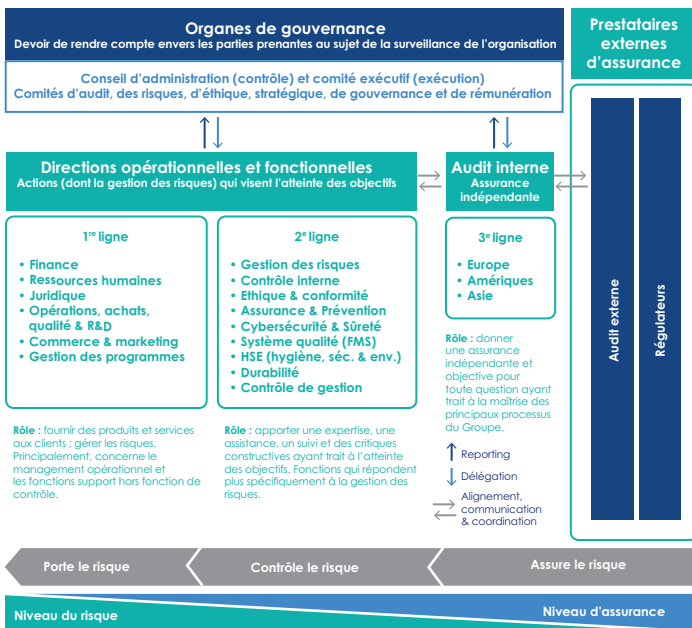 Organes de gouvernance
Devoir de rendre compte envers les parties prenantes au sujet de la surveillance de l'organisation
Conseil d'administration (contrôle) et comité exécutif (exécution)
Comités d'audit, des risques, d'éthique, stratégique, de gouvernance et de rémunération
Prestataires
externes
d'assurance
Directions opérationnelles et fonctionnelles
Actions (dont la gestion des risques) qui visent l'atteinte des objectifs
Audit interne
Assurance
indépendante
1re ligne
• Finance
• Ressources humaines
• Juridique
• Opérations, achats,
qualité & R&D
• Commerce & marketing
• Gestion des programmes
Rôle : fournir des produits et services
aux clients ; gérer les risques.
Principalement, concerne le
management opérationnel et
les fonctions support hors fonction de
contrôle.
2e ligne
• Gestion des risques
• Contrôle interne
• Ethique & conformité
• Assurance & Prévention
• Cybersécurité & Sûreté
• Système qualité (FMS)
• HSE (hygiène, séc. & env.)
• Durabilité
• Contrôle de gestion
Rôle : apporter une expertise, une
assistance, un suivi et des critiques
constructives ayant trait à l'atteinte
des objectifs. Fonctions qui répondent
plus spécifiquement à la gestion des
risques.
3e ligne
• Europe
• Amériques
• Asie
Rôle : donner
une assurance
indépendante et
objective pour
toute question ayant
trait à la maîtrise des
principaux processus
du Groupe.
Reporting
Délégation
Alignement,
communication
& coordination
Audit externe
Régulateurs
Porte le risque
Contrôle le risque
Assure le risque
Niveau du risque
Niveau d'assurance